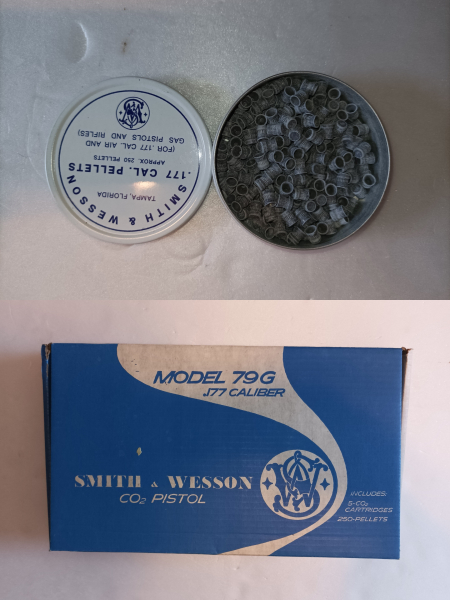 SMITH & WESSON
TAMPA, FLORIDA
.177 CAL. PELLETS
APPROX. 250 PELLETS
(FOR .177 CAL. AIR AND
GAS PISTOLS AND RIFLES)
MODEL 79G
.177 CALIBER
SMITH & WESSON
CO₂ PISTOL
INCLUDES:
5-CO₂
CARTRIDGES
250-PELLETS